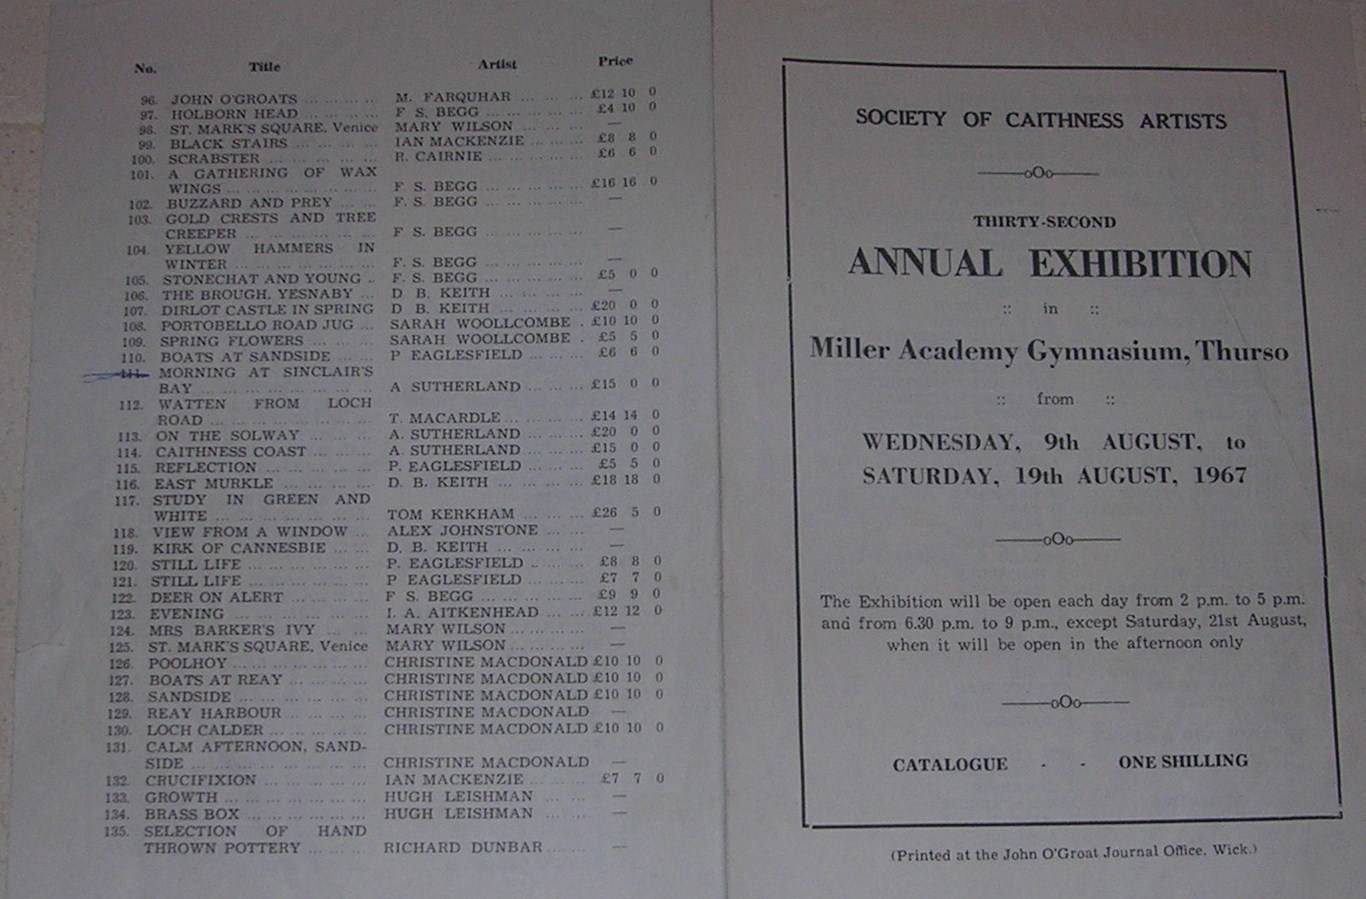 No. Title Artist Price
96. JOHN O'GROATS ... ... ... ... M. FARQUHAR ... ... ... £12 10 0
97. HOLBORN HEAD ... ... ... ... F. S. BEGG ... ... ... ... £4 10 0
98. ST. MARK'S SQUARE, Venice MARY WILSON ... ... ... —
99. BLACK STAIRS ... ... ... ... IAN MACKENZIE ... ... ... £8 8 0
100. SCRABSTER ... ... ... ... R. CAIRNIE ... ... ... ... £6 6 0
101. A GATHERING OF WAX
WINGS ... ... ... ... ... F. S. BEGG ... ... ... ... £16 16 0
102. BUZZARD AND PREY ... ... F. S. BEGG ... ... ... ... —
103. GOLD CRESTS AND TREE
CREEPER ... ... ... ... ... F. S. BEGG ... ... ... ... —
104. YELLOW HAMMERS IN
WINTER ... ... ... ... ... F. S. BEGG ... ... ... ... —
105. STONECHAT AND YOUNG .. F. S. BEGG ... ... ... ... £5 0 0
106. THE BROUGH, YESNABY ... D. B. KEITH ... ... ... ... —
107. DIRLOT CASTLE IN SPRING D. B. KEITH ... ... ... ... £20 0 0
108. PORTOBELLO ROAD JUG ... SARAH WOOLLCOMBE . £10 10 0
109. SPRING FLOWERS ... ... ... SARAH WOOLLCOMBE . £5 5 0
110. BOATS AT SANDSIDE ... ... P EAGLESFIELD ... ... ... £6 6 0
111. MORNING AT SINCLAIR'S
BAY ... ... ... ... ... ... A SUTHERLAND ... ... ... £15 0 0
112. WATTEN FROM LOCH
ROAD ... ... ... ... ... ... T. MACARDLE ... ... ... £14 14 0
113. ON THE SOLWAY ... ... ... A. SUTHERLAND ... ... ... £20 0 0
114. CAITHNESS COAST ... ... ... A. SUTHERLAND ... ... ... £15 0 0
115. REFLECTION ... ... ... ... P. EAGLESFIELD ... ... ... £5 5 0
116. EAST MURKLE ... ... ... ... D. B. KEITH ... ... ... ... £18 18 0
117. STUDY IN GREEN AND
WHITE ... ... ... ... ... ... TOM KERKHAM ... ... ... £26 5 0
118. VIEW FROM A WINDOW ... ALEX JOHNSTONE ... ... —
119. KIRK OF CANNESBIE ... ... D. B. KEITH ... ... ... ... —
120. STILL LIFE ... ... ... ... P. EAGLESFIELD .. ... ... £8 8 0
121. STILL LIFE ... ... ... ... P EAGLESFIELD ... ... ... £7 7 0
122. DEER ON ALERT ... ... ... F S. BEGG ... ... ... ... £9 9 0
123. EVENING ... ... ... ... ... I. A. AITKENHEAD ... ... £12 12 0
124. MRS BARKER'S IVY ... ... MARY WILSON ... ... ... —
125. ST. MARK'S SQUARE, Venice MARY WILSON ... ... ... —
126. POOLHOY ... ... ... ... ... CHRISTINE MACDONALD £10 10 0
127. BOATS AT REAY ... ... ... CHRISTINE MACDONALD £10 10 0
128. SANDSIDE ... ... ... ... ... CHRISTINE MACDONALD £10 10 0
129. REAY HARBOUR ... ... ... CHRISTINE MACDONALD —
130. LOCH CALDER ... ... ... ... CHRISTINE MACDONALD £10 10 0
131. CALM AFTERNOON, SAND-
SIDE ... ... ... ... ... ... CHRISTINE MACDONALD —
132. CRUCIFIXION ... ... ... ... IAN MACKENZIE ... ... ... £7 7 0
133. GROWTH ... ... ... ... ... HUGH LEISHMAN ... ... —
134. BRASS BOX ... ... ... ... HUGH LEISHMAN ... ... —
135. SELECTION OF HAND
THROWN POTTERY ... ... ... RICHARD DUNBAR ... ... —
SOCIETY OF CAITHNESS ARTISTS
oOo
THIRTY-SECOND
ANNUAL EXHIBITION
:: in ::
Miller Academy Gymnasium, Thurso
:: from ::
WEDNESDAY, 9th AUGUST, to
SATURDAY, 19th AUGUST, 1967
oOo
The Exhibition will be open each day from 2 p.m. to 5 p.m.
and from 6.30 p.m. to 9 p.m., except Saturday, 21st August,
when it will be open in the afternoon only
oOo
CATALOGUE - - ONE SHILLING
(Printed at the John O'Groat Journal Office, Wick.)